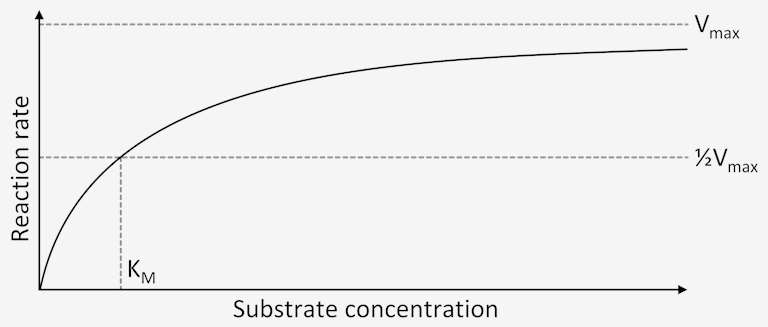 Vmax
½Vmax
Reaction rate
KM
Substrate concentration